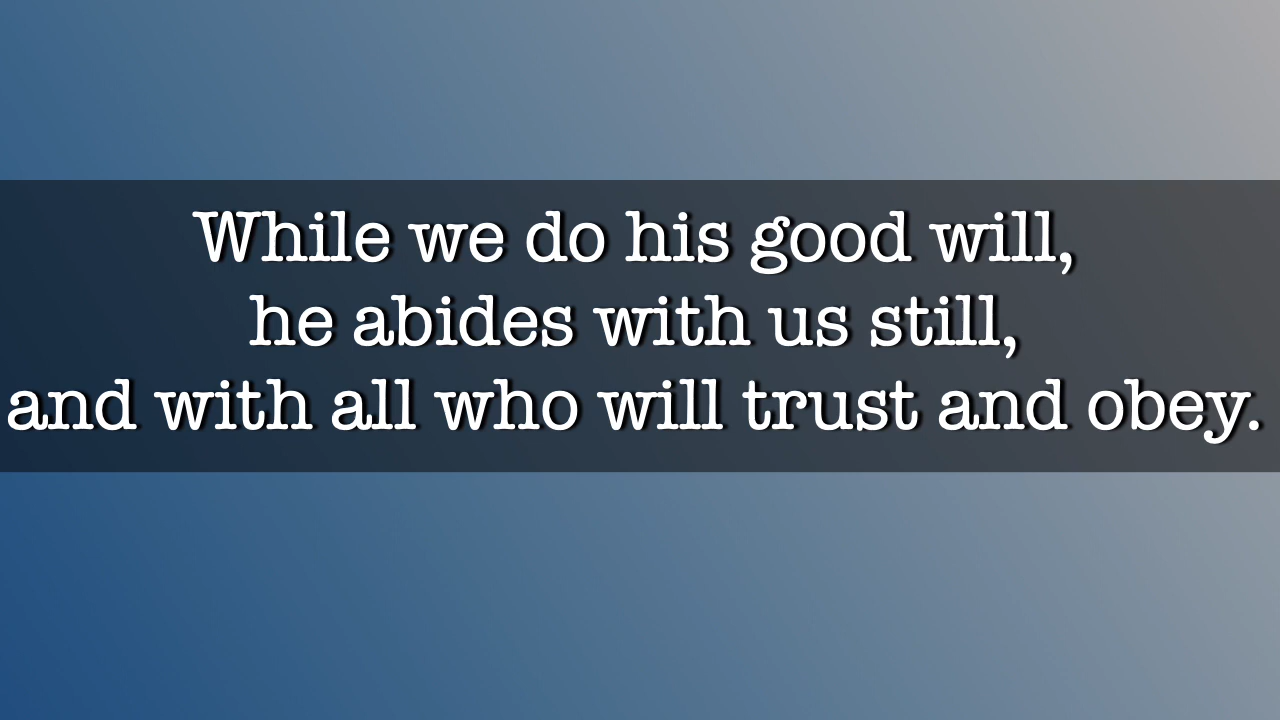 While we do his good will,
he abides with us still,
and with all who will trust and obey.